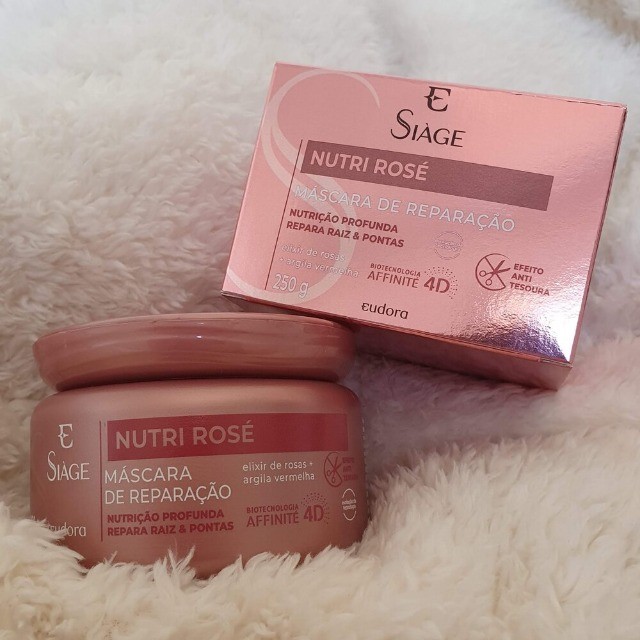 E
SIÀGE
NUTRI ROSÉ
MÁSCARA DE REPARAÇÃO
NUTRIÇÃO PROFUNDA
REPARA RAIZ & PONTAS
elixir de rosas
+ argila vermelha
250 g
BIOTECNOLOGIA
AFFINITÉ 4D
EFEITO
ANTI
TESOURA
eudora
E
SIÀGE
NUTRI ROSÉ
MÁSCARA
DE REPARAÇÃO
elixir de rosas +
argila vermelha
NUTRIÇÃO PROFUNDA
REPARA RAIZ & PONTAS
BIOTECNOLOGIA
AFFINITÉ 4D
eudora